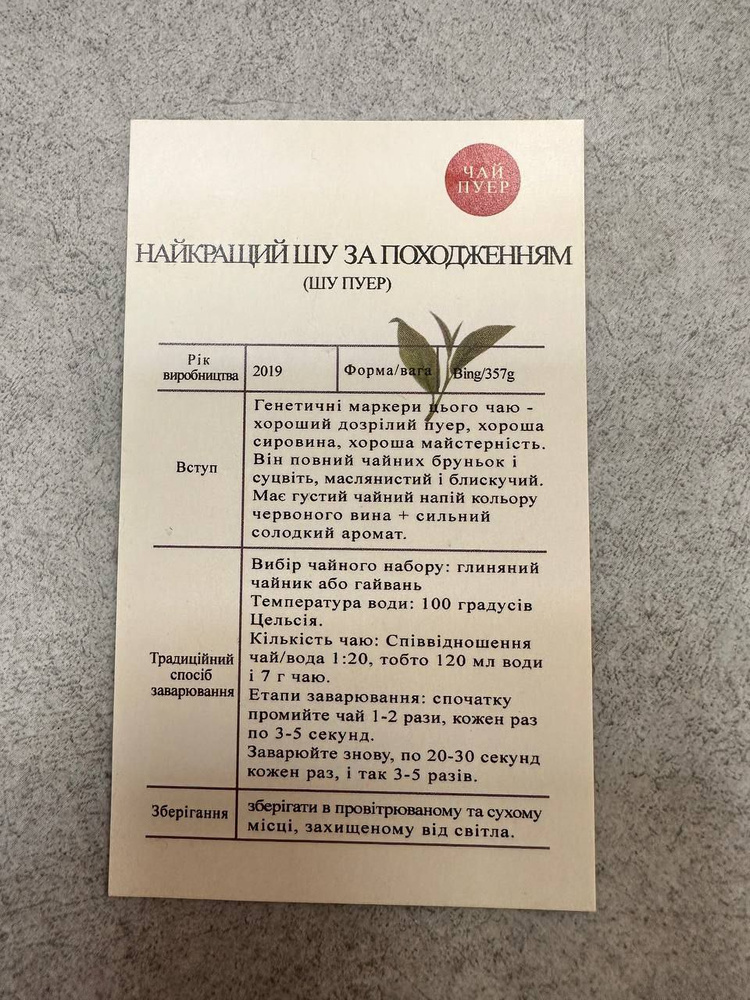 ЧАЙ
ПУЕР
НАЙКРАЩИЙ ШУ ЗА ПОХОДЖЕННЯМ
(ШУ ПУЕР)
Рік
виробництва
2019
Форма/вага
Bing/357g
Вступ
Генетичні маркери цього чаю -
хороший дозрілий пуер, хороша
сировина, хороша майстерність.
Він повний чайних бруньок і
суцвіть, маслянистий і блискучий.
Має густий чайний напій кольору
червоного вина + сильний
солодкий аромат.
Традиційний
спосіб
заварювання
Вибір чайного набору: глиняний
чайник або гайвань
Температура води: 100 градусів
Цельсія.
Кількість чаю: Співвідношення
чай/вода 1:20, тобто 120 мл води
і 7 г чаю.
Етапи заварювання: спочатку
промийте чай 1-2 рази, кожен раз
по 3-5 секунд.
Заварюйте знову, по 20-30 секунд
кожен раз, і так 3-5 разів.
Зберігання
зберігати в провітрюваному та сухому
місці, захищеному від світла.